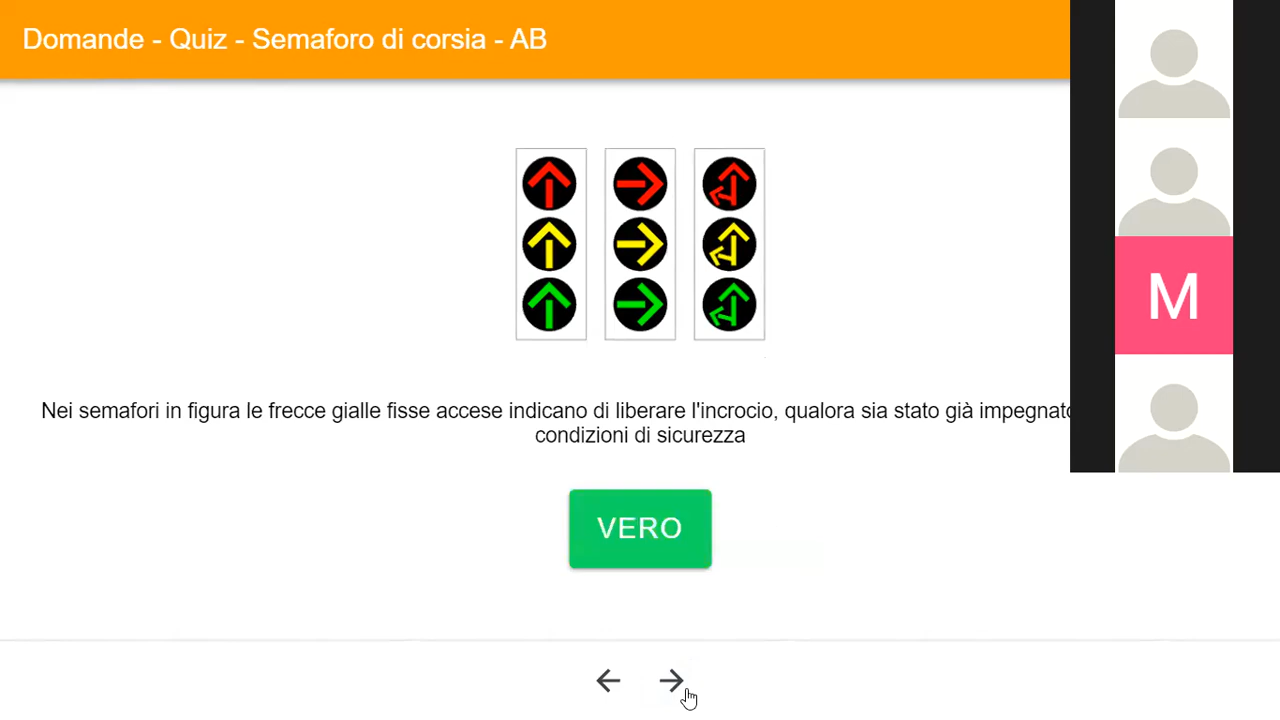 Domande - Quiz - Semaforo di corsia - AB
M
Nei semafori in figura le frecce gialle fisse accese indicano di liberare l'incrocio, qualora sia stato già
condizioni di sicurezza
VERO